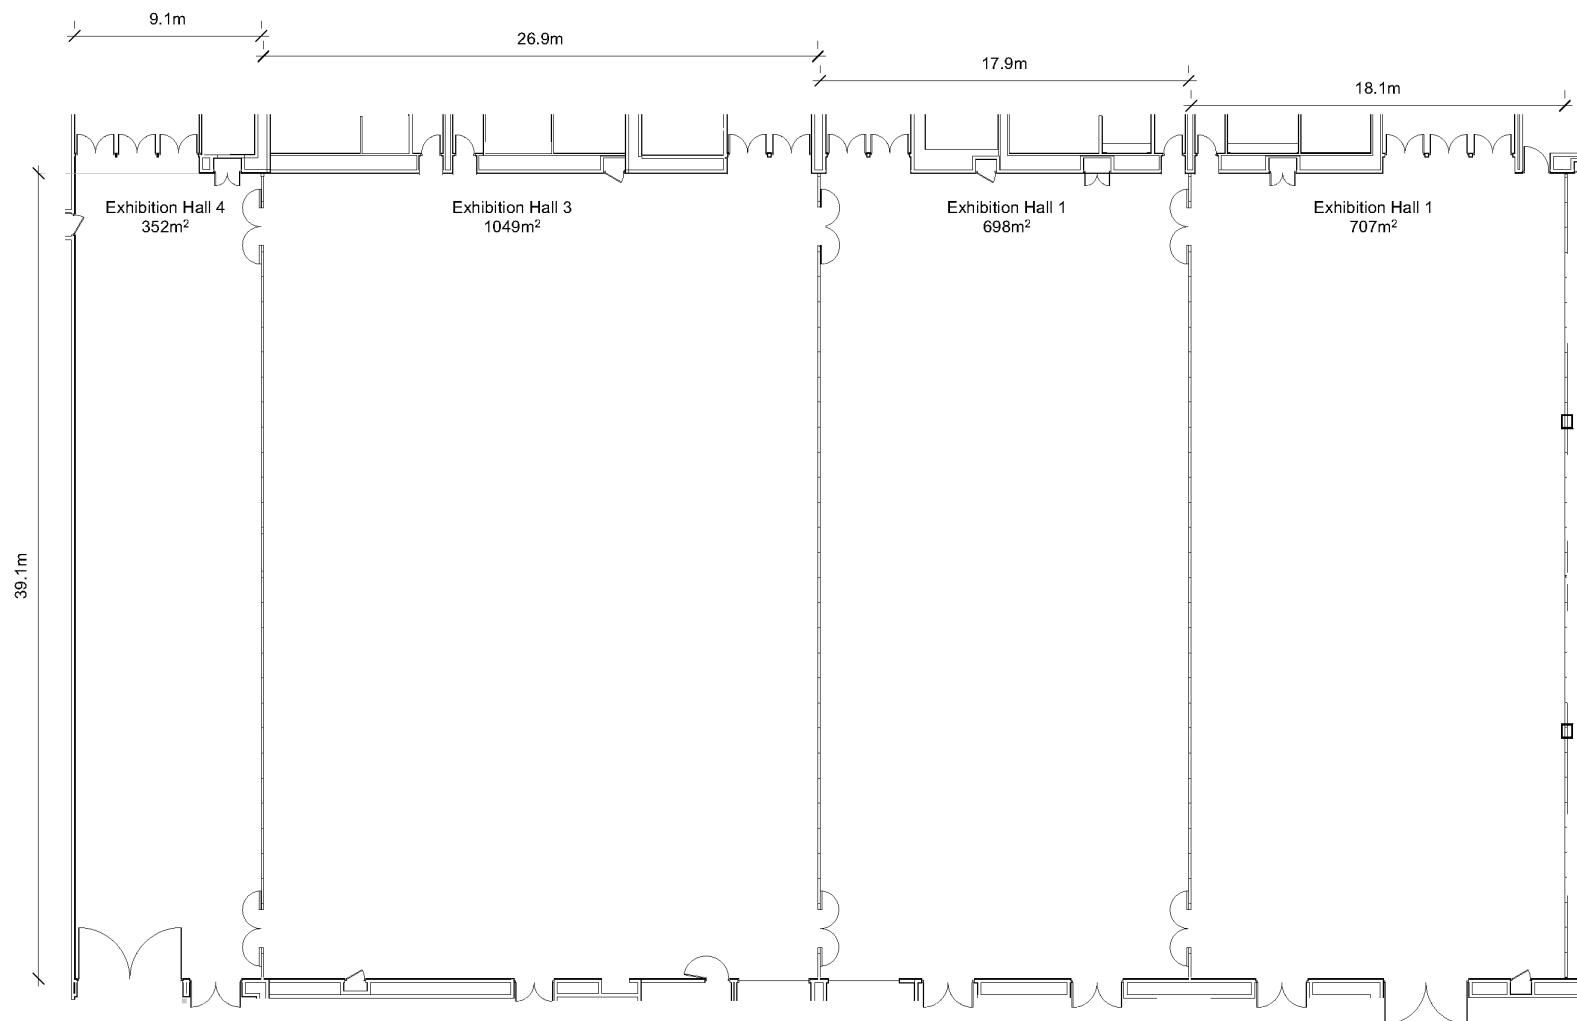 9.1m
26.9m
17.9m
18.1m
Exhibition Hall 4
352m²
Exhibition Hall 3
1049m²
Exhibition Hall 1
698m²
Exhibition Hall 1
707m²
39.1m